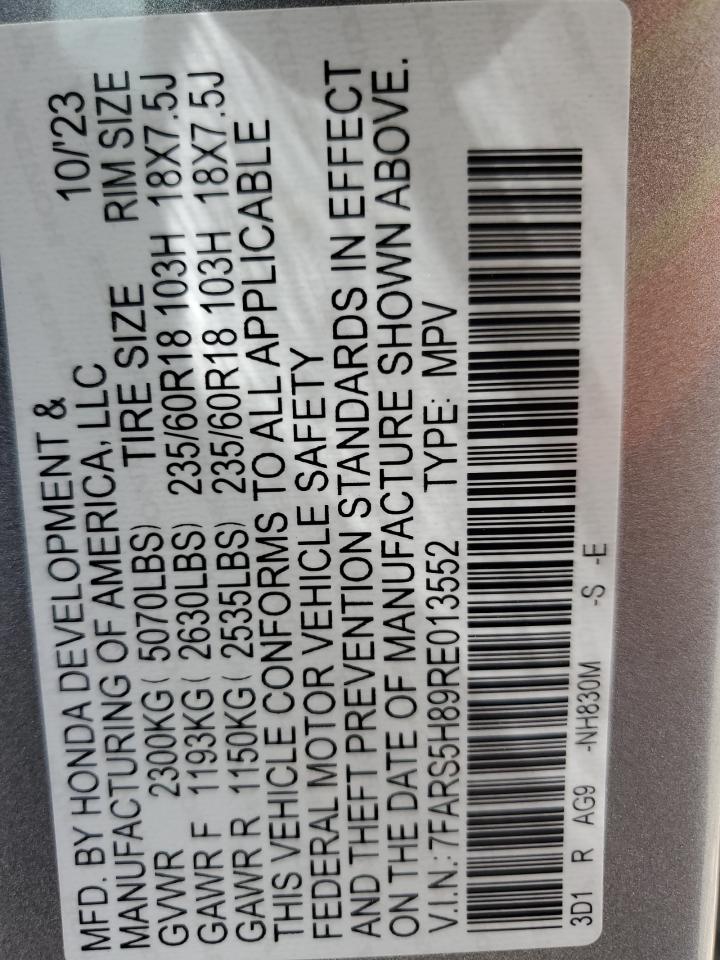 MFD. BY HONDA DEVELOPMENT & 10/'23
MANUFACTURING OF AMERICA, LLC
TIRE SIZE RIM SIZE
GVWR 2300KG( 5070LBS)
GAWR F 1193KG( 2630LBS) 235/60R18 103H 18X7.5J
GAWR R 1150KG( 2535LBS) 235/60R18 103H 18X7.5J
THIS VEHICLE CONFORMS TO ALL APPLICABLE
FEDERAL MOTOR VEHICLE SAFETY
AND THEFT PREVENTION STANDARDS IN EFFECT
ON THE DATE OF MANUFACTURE SHOWN ABOVE.
V.I.N.:7FARS5H89RE013552 TYPE: MPV
3D1 R AG9 -NH830M -S -E